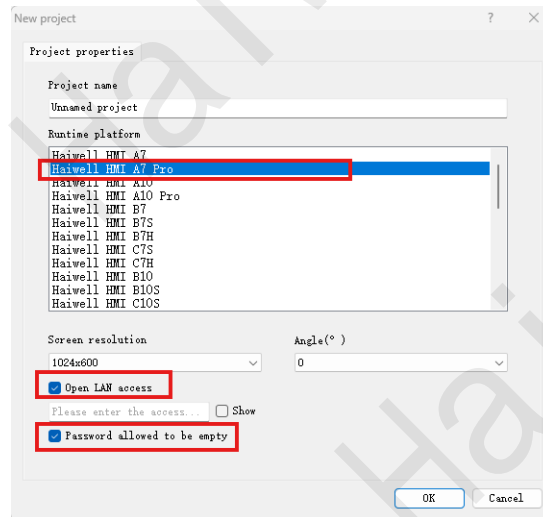 New project ? ×
Project properties
Project name
Unnamed project
Runtime platform
Haiwell HMI A7
Haiwell HMI A7 Pro
Haiwell HMI A10
Haiwell HMI A10 Pro
Haiwell HMI B7
Haiwell HMI B7S
Haiwell HMI B7H
Haiwell HMI C7S
Haiwell HMI C7H
Haiwell HMI B10
Haiwell HMI B10S
Haiwell HMI C10S
Screen resolution Angle(° )
1024x600 0
Open LAN access
Please enter the access... Show
Password allowed to be empty
OK Cancel